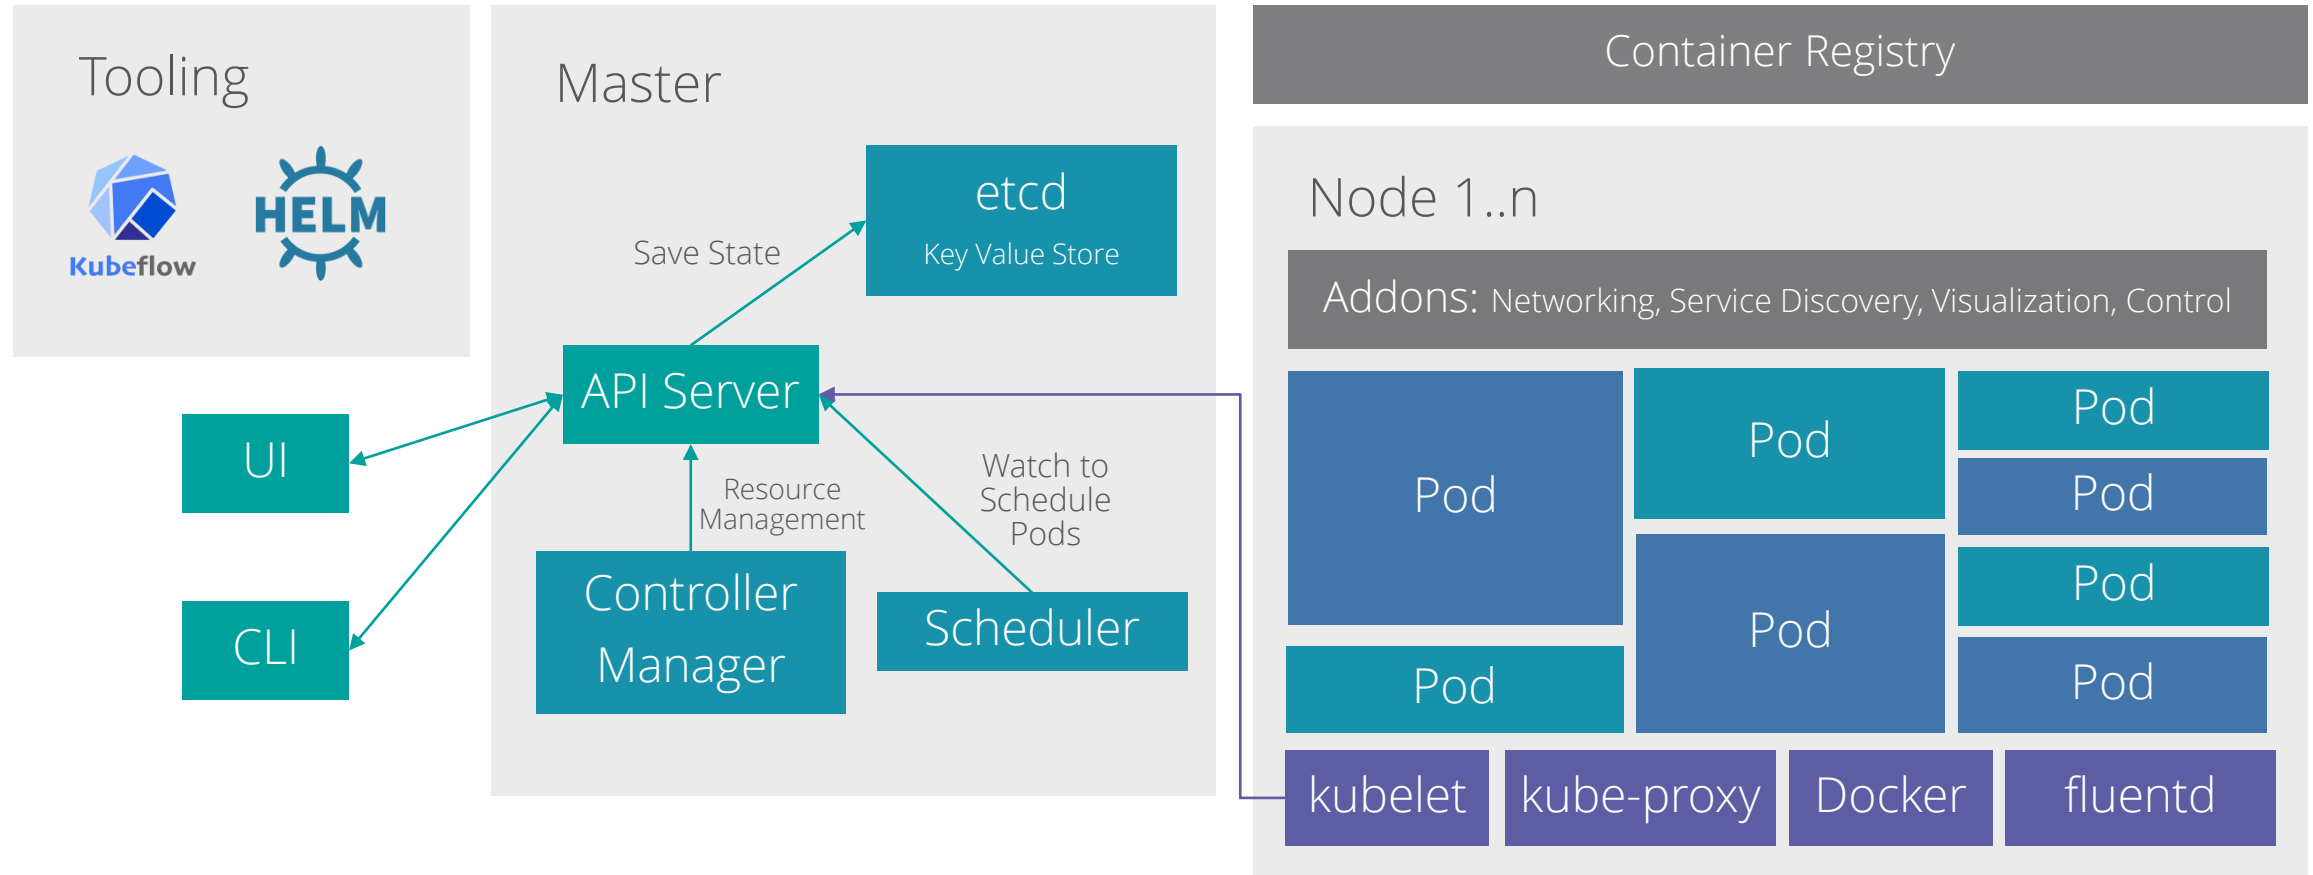 Tooling
Kubeflow
HELM
Master
etcd
Key Value Store
Save State
API Server
UI
CLI
Resource
Management
Watch to
Schedule
Pods
Controller
Manager
Scheduler
Container Registry
Node 1..n
Addons: Networking, Service Discovery, Visualization, Control
Pod
Pod
Pod
Pod
Pod
Pod
Pod
Pod
kubelet
kube-proxy
Docker
fluentd